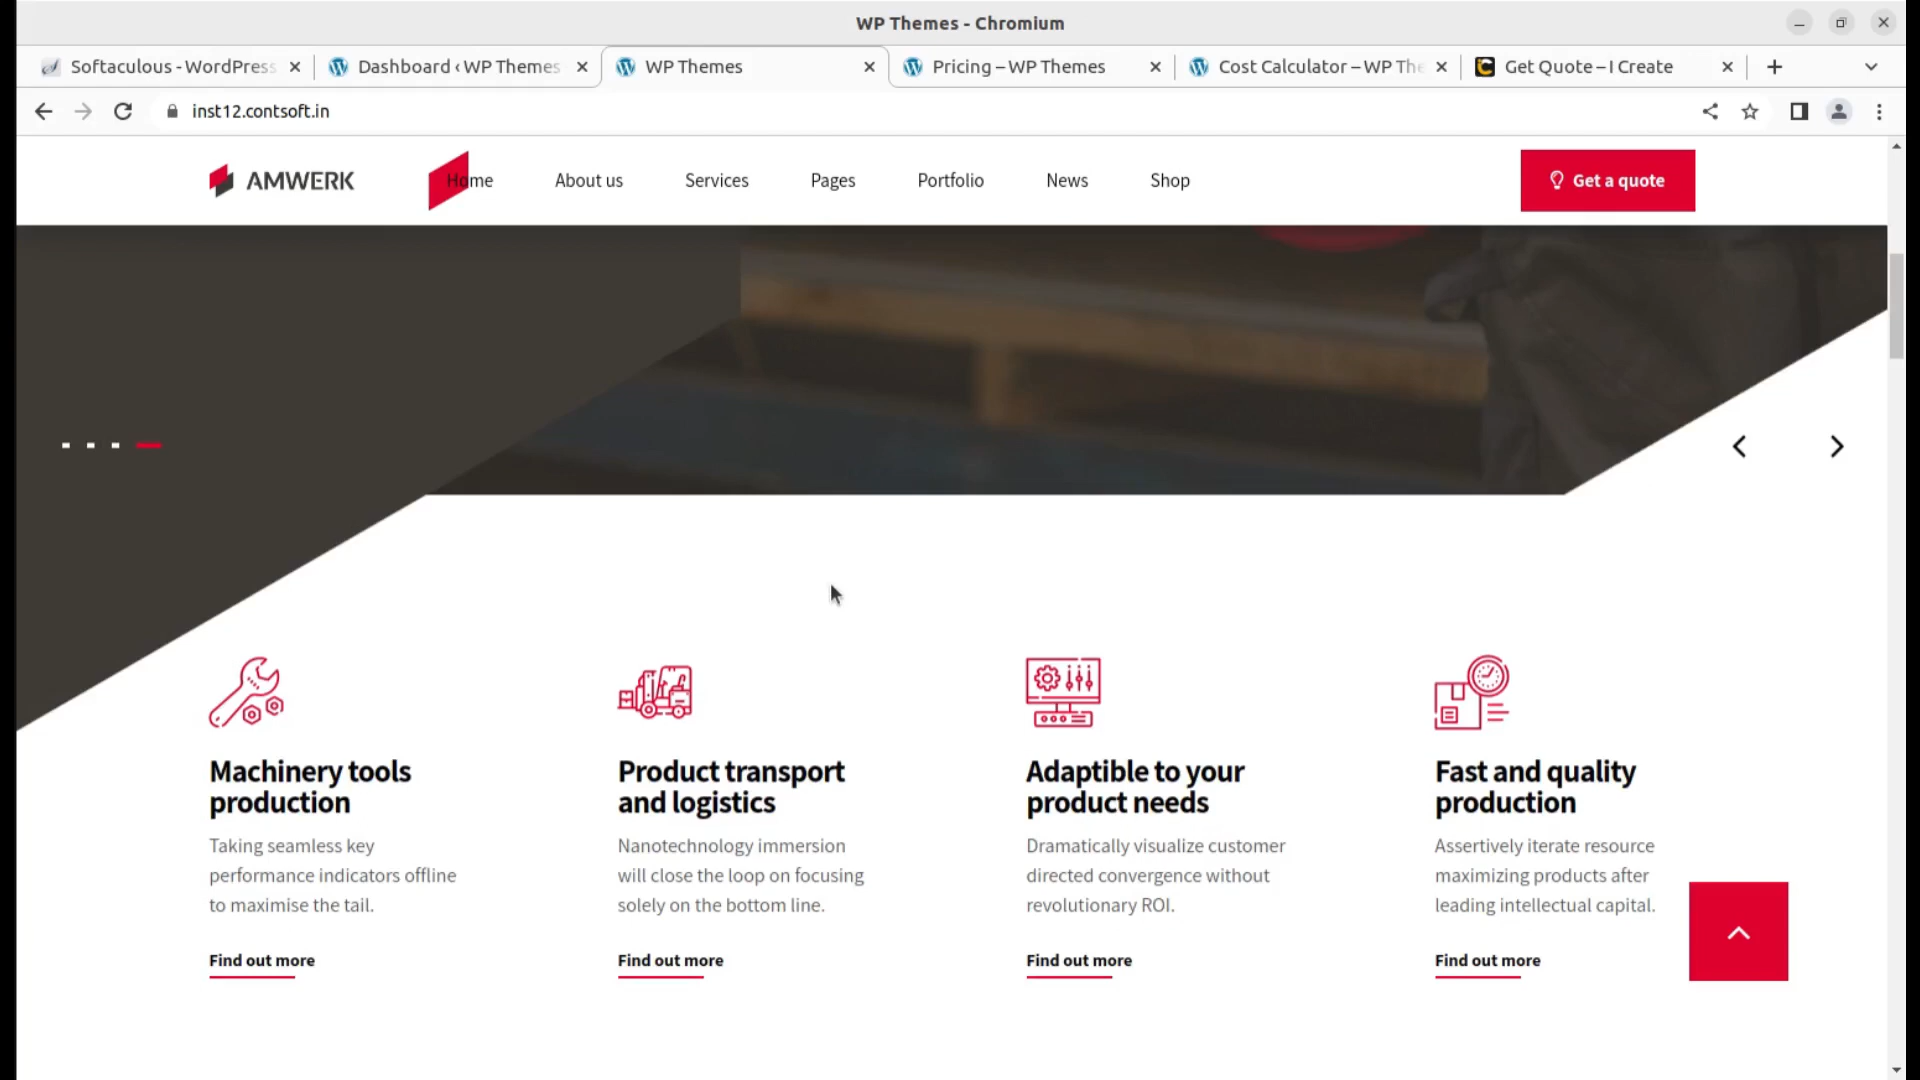 WP Themes - Chromium
Softaculous - WordPress
Dashboard ‹ WP Themes
WP Themes
Pricing – WP Themes
Cost Calculator – WP The
Get Quote – I Create
inst12.contsoft.in
AMWERK
Home
About us
Services
Pages
Portfolio
News
Shop
Get a quote
Machinery tools
production
Taking seamless key
performance indicators offline
to maximise the tail.
Find out more
Product transport
and logistics
Nanotechnology immersion
will close the loop on focusing
solely on the bottom line.
Find out more
Adaptible to your
product needs
Dramatically visualize customer
directed convergence without
revolutionary ROI.
Find out more
Fast and quality
production
Assertively iterate resource
maximizing products after
leading intellectual capital.
Find out more